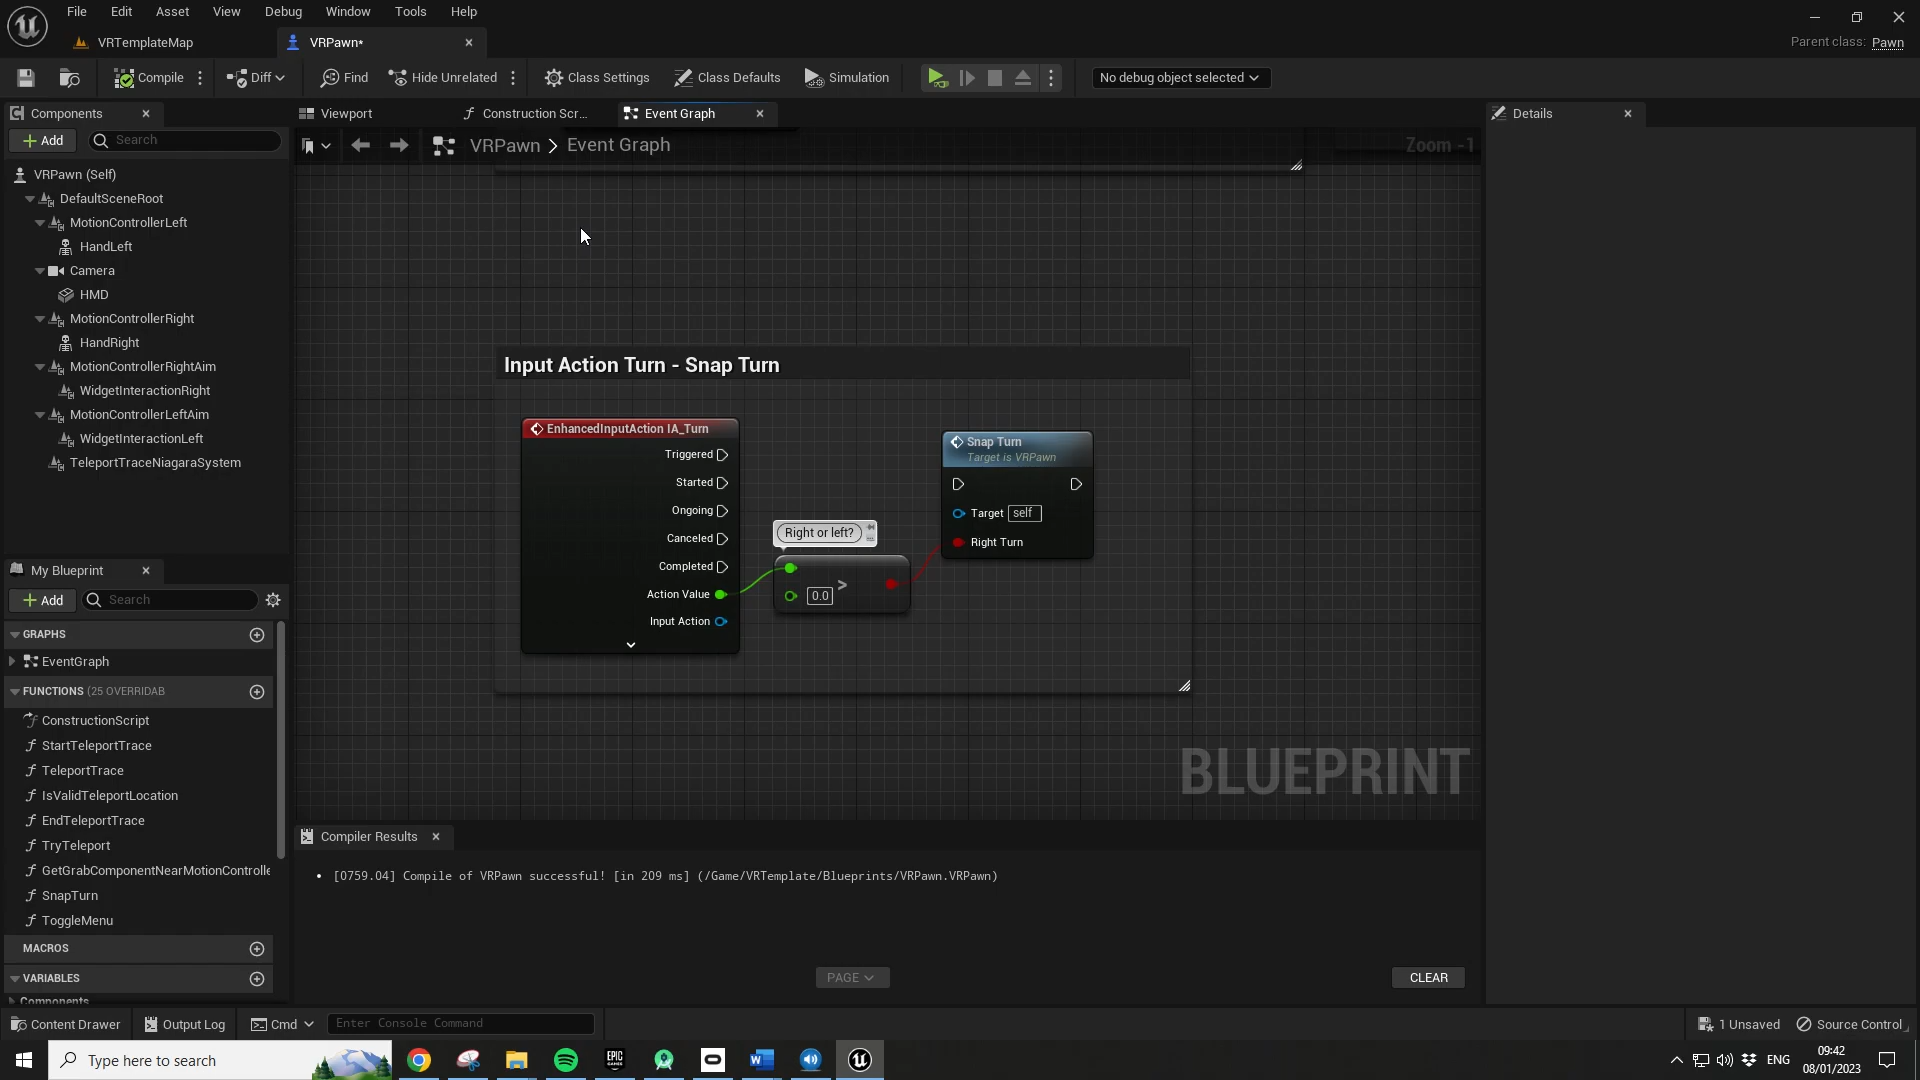 File Edit Asset View Debug Window Tools Help
VRTemplateMap
VRPawn*
Parent class: Pawn
Compile
Diff
Find
Hide Unrelated
Class Settings
Class Defaults
Simulation
No debug object selected
Components
Add
Search
VRPawn (Self)
DefaultSceneRoot
MotionControllerLeft
HandLeft
Camera
HMD
MotionControllerRight
HandRight
MotionControllerRightAim
WidgetInteractionRight
MotionControllerLeftAim
WidgetInteractionLeft
TeleportTraceNiagaraSystem
My Blueprint
Add
Search
GRAPHS
EventGraph
FUNCTIONS (25 OVERRIDAB
ConstructionScript
StartTeleportTrace
TeleportTrace
IsValidTeleportLocation
EndTeleportTrace
TryTeleport
GetGrabComponentNearMotionControlle
SnapTurn
ToggleMenu
MACROS
VARIABLES
Components
Viewport
Construction Scr...
Event Graph
VRPawn > Event Graph
Zoom -1
Input Action Turn - Snap Turn
EnhancedInputAction IA_Turn
Triggered
Started
Ongoing
Canceled
Completed
Action Value
Input Action
Right or left?
0.0
>
Snap Turn
Target is VRPawn
Target self
Right Turn
BLUEPRINT
Compiler Results
[0759.04] Compile of VRPawn successful! [in 209 ms] (/Game/VRTemplate/Blueprints/VRPawn.VRPawn)
PAGE
CLEAR
Details
Content Drawer
Output Log
Cmd
Enter Console Command
1 Unsaved
Source Control
Type here to search
EPIC GAMES
ENG
09:42
08/01/2023